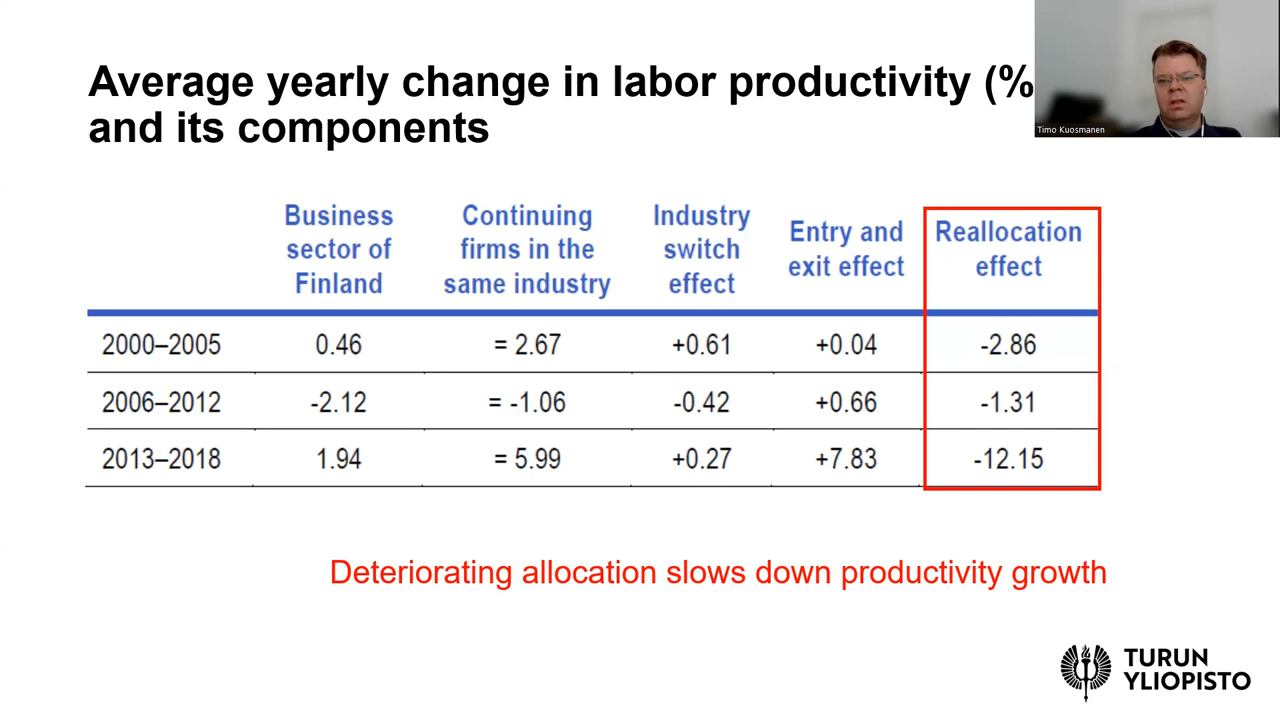 Average yearly change in labor productivity (%
and its components
Timo Kuosmanen
Business
sector of
Finland
Continuing
firms in the
same industry
Industry
switch
effect
Entry and
exit effect
Reallocation
effect
2000–2005 0.46 = 2.67 +0.61 +0.04 -2.86
2006–2012 -2.12 = -1.06 -0.42 +0.66 -1.31
2013–2018 1.94 = 5.99 +0.27 +7.83 -12.15
Deteriorating allocation slows down productivity growth
TURUN
YLIOPISTO